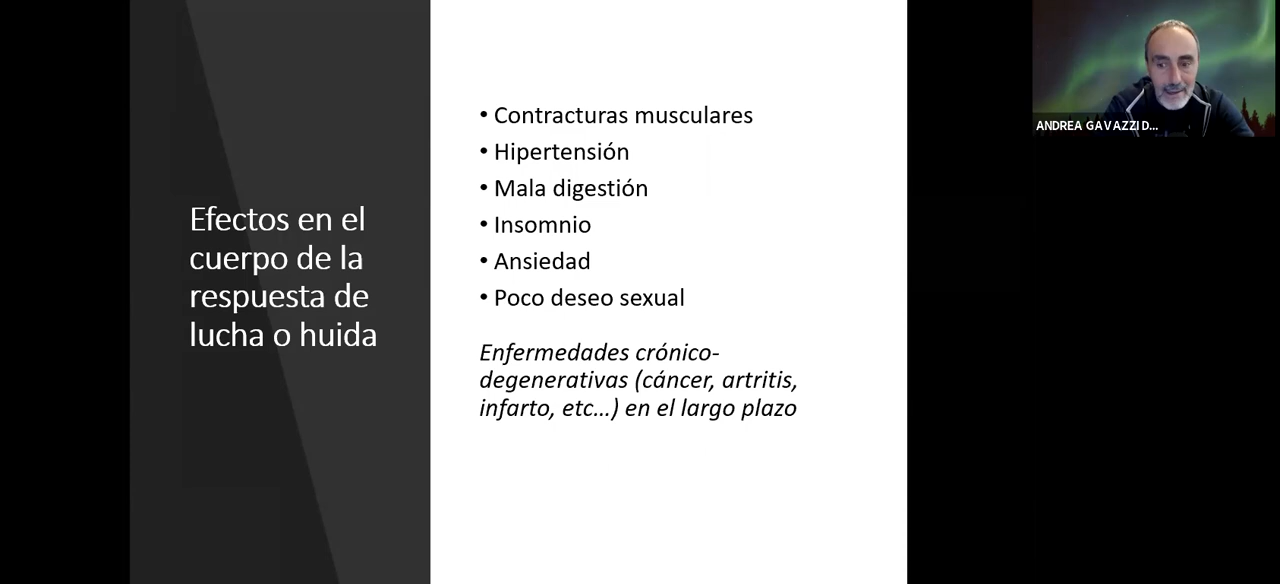 Efectos en el
cuerpo de la
respuesta de
lucha o huida
• Contracturas musculares
• Hipertensión
• Mala digestión
• Insomnio
• Ansiedad
• Poco deseo sexual
Enfermedades crónico-
degenerativas (cáncer, artritis,
infarto, etc...) en el largo plazo
ANDREA GAVAZZI D...